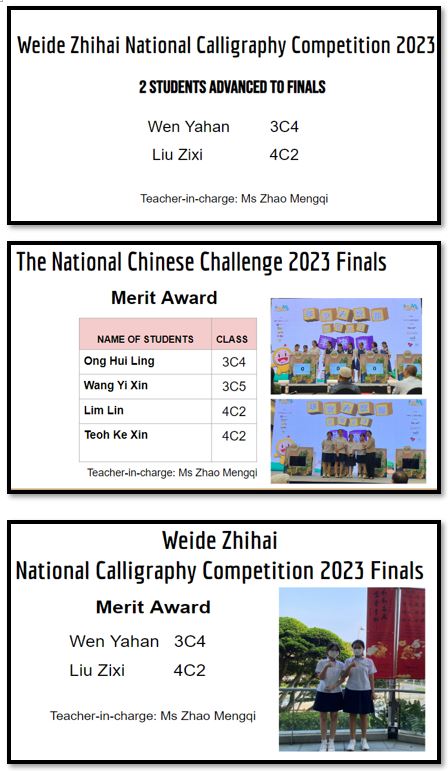 Weide Zhihai National Calligraphy Competition 2023
2 STUDENTS ADVANCED TO FINALS
Wen Yahan 3C4
Liu Zixi 4C2
Teacher-in-charge: Ms Zhao Mengqi
The National Chinese Challenge 2023 Finals
Merit Award
NAME OF STUDENTS CLASS
Ong Hui Ling 3C4
Wang Yi Xin 3C5
Lim Lin 4C2
Teoh Ke Xin 4C2
Teacher-in-charge: Ms Zhao Mengqi
0 0 0
Weide Zhihai
National Calligraphy Competition 2023 Finals
Merit Award
Wen Yahan 3C4
Liu Zixi 4C2
Teacher-in-charge: Ms Zhao Mengqi